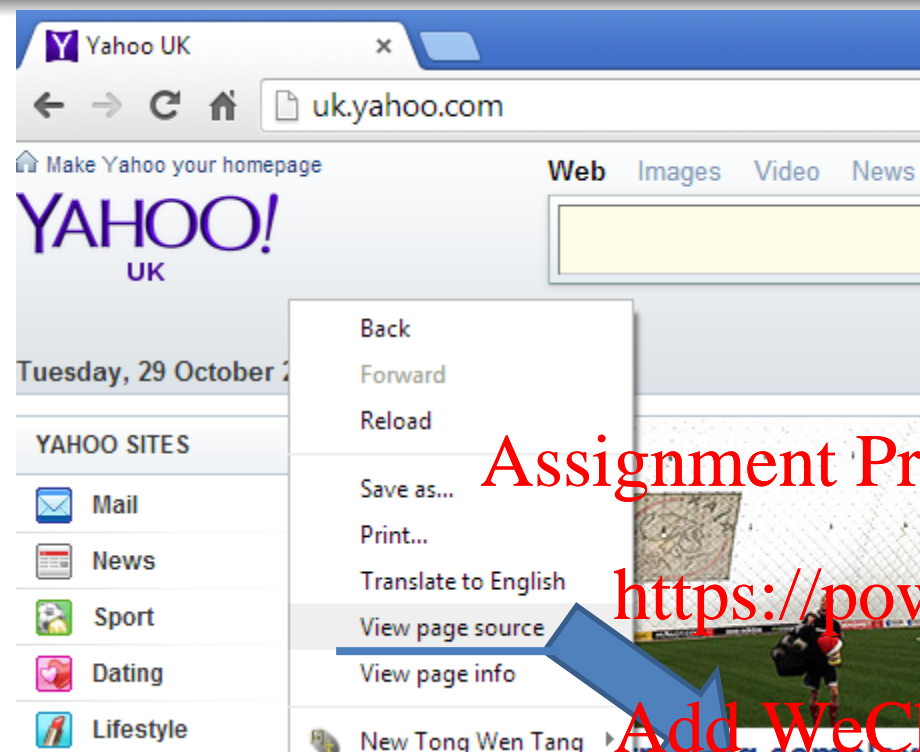 Yahoo UK
uk.yahoo.com
Make Yahoo your homepage
Web Images Video News
YAHOO!
UK
Tuesday, 29 October
YAHOO SITES
Mail
News
Sport
Dating
Lifestyle
Back
Forward
Reload
Save as...
Print...
Translate to English
View page source
View page info
New Tong Wen Tang
Assignment Pr
https://pow
Add WeCh